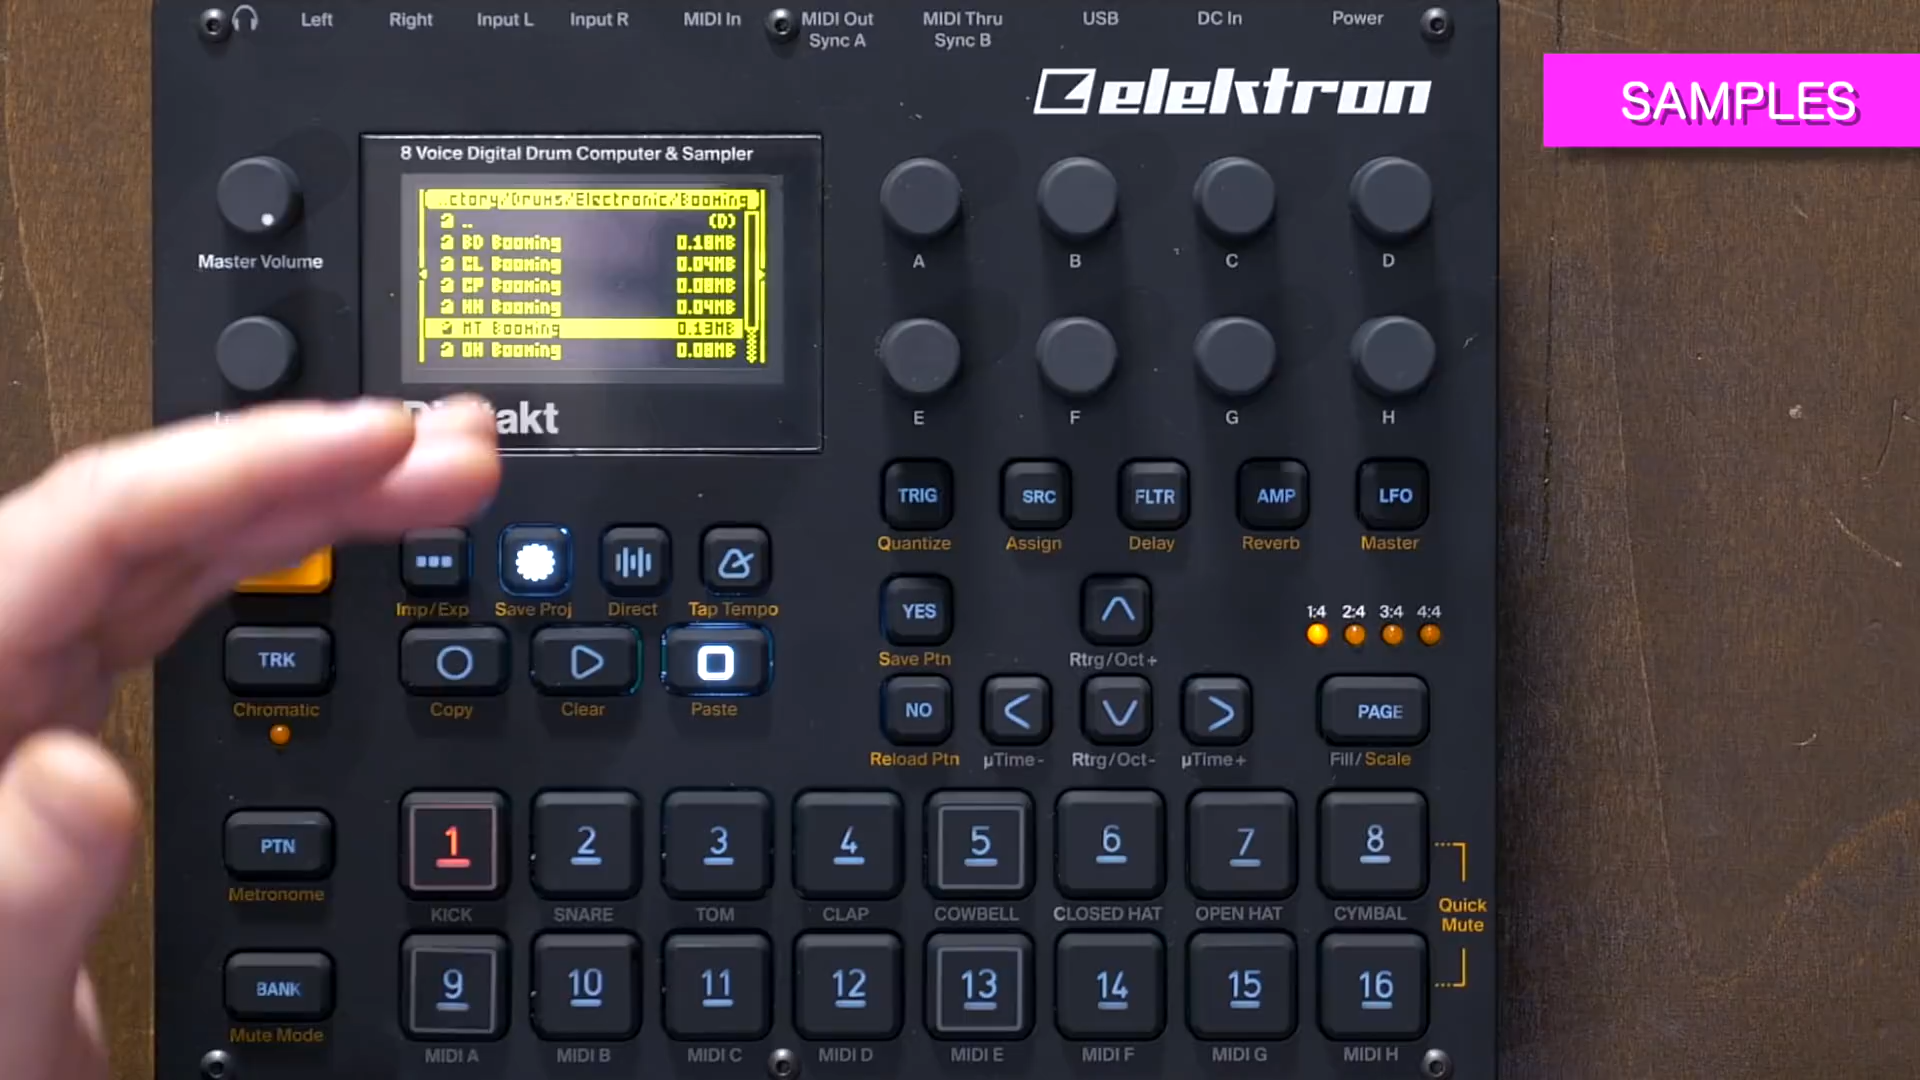 Left Right Input L Input R MIDI In MIDI Out MIDI Thru USB DC In Power
Sync A Sync B
elektron
SAMPLES
8 Voice Digital Drum Computer & Sampler
..ctory/Drums/Electronic/Booming
.. (D)
BD Booming 0.18MB
CL Booming 0.04MB
CP Booming 0.08MB
HH Booming 0.04MB
MT Booming 0.13MB
OH Booming 0.08MB
Master Volume
A B C D
E F G H
TRIG SRC FLTR AMP LFO
Quantize Assign Delay Reverb Master
Imp/Exp Save Proj Direct Tap Tempo
YES
1:4 2:4 3:4 4:4
Save Ptn Rtrg/Oct+
TRK
Chromatic Copy Clear Paste
NO PAGE
Reload Ptn µTime- Rtrg/Oct- µTime+ Fill/Scale
PTN 1 2 3 4 5 6 7 8
Metronome
KICK SNARE TOM CLAP COWBELL CLOSED HAT OPEN HAT CYMBAL
Quick
Mute
BANK 9 10 11 12 13 14 15 16
Mute Mode
MIDI A MIDI B MIDI C MIDI D MIDI E MIDI F MIDI G MIDI H